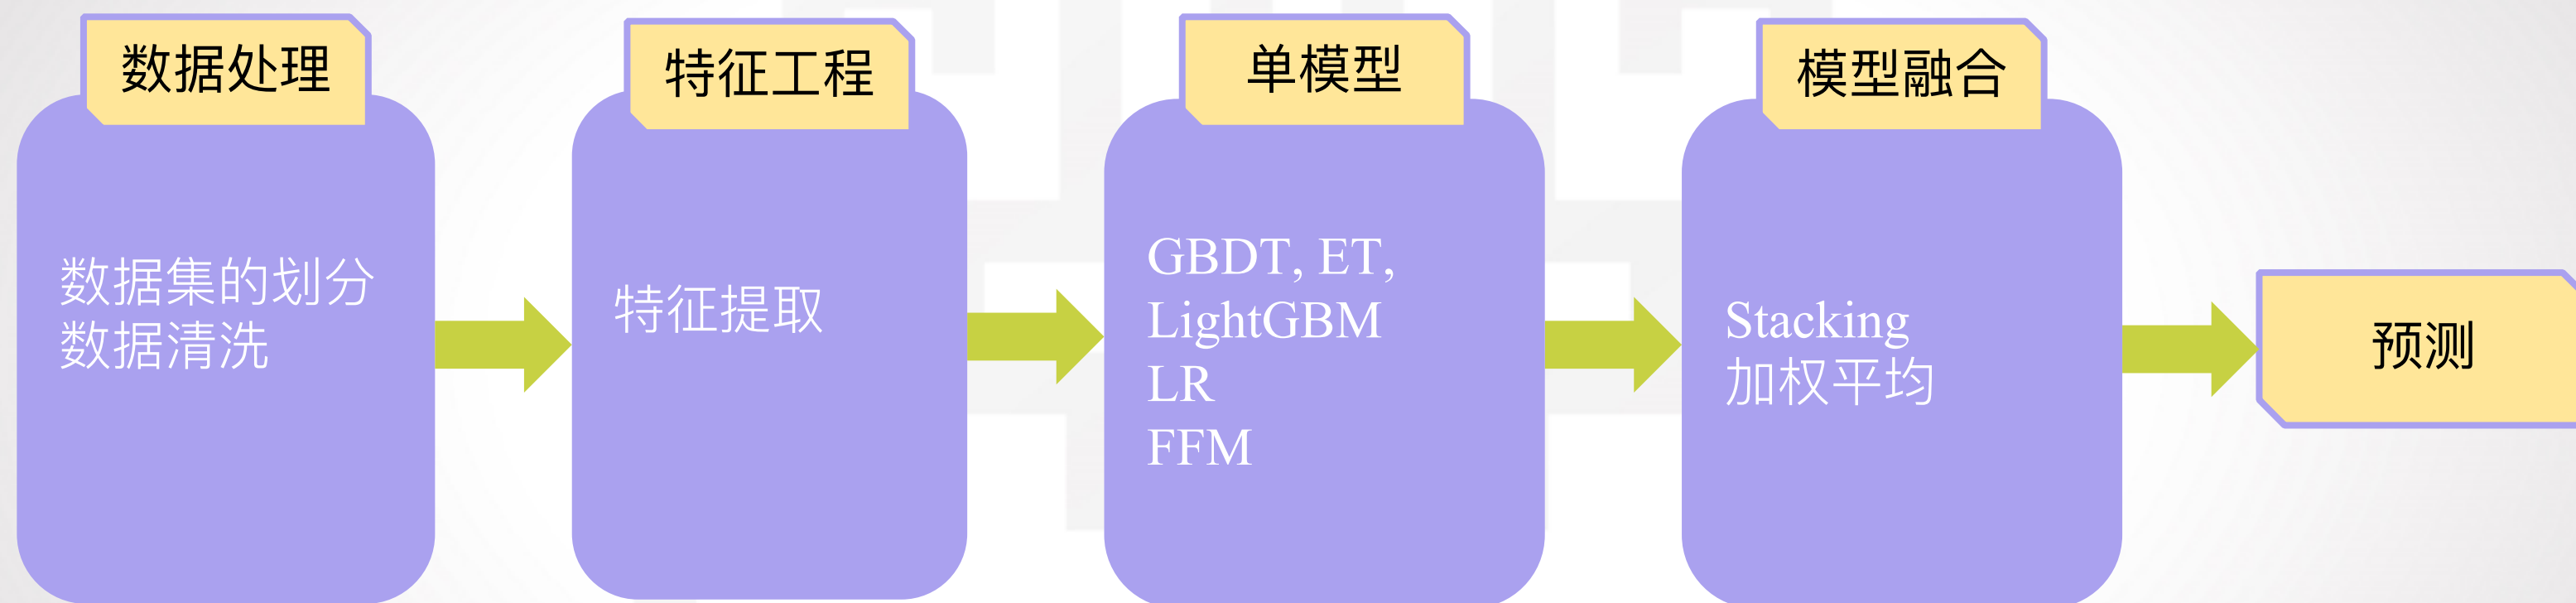 数据处理
数据集的划分
数据清洗
特征工程
特征提取
单模型
GBDT, ET,
LightGBM
LR
FFM
模型融合
Stacking
加权平均
预测